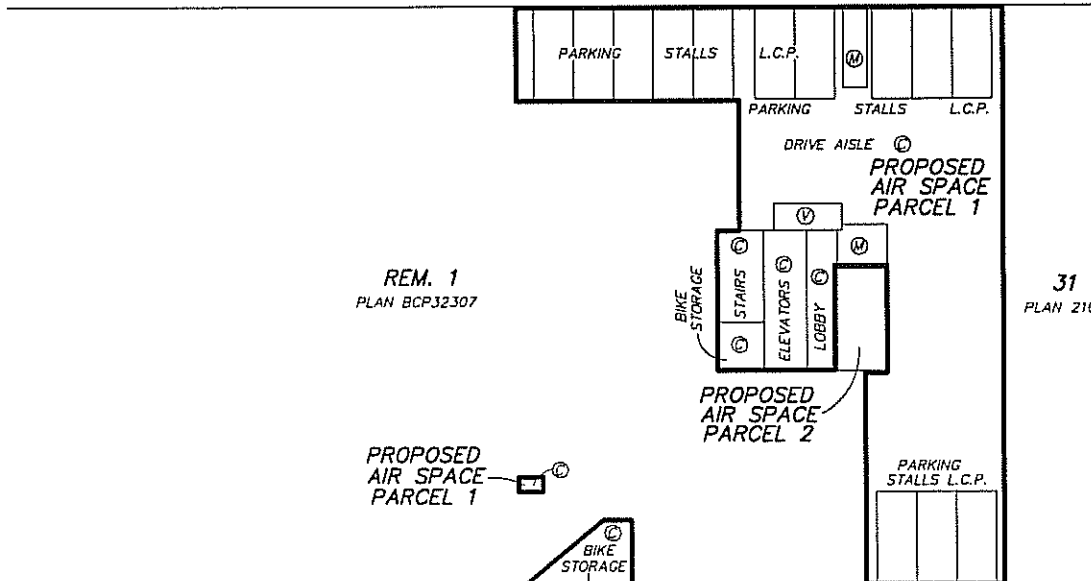 PARKING STALLS L.C.P.
M
PARKING STALLS L.C.P.
DRIVE AISLE C
PROPOSED
AIR SPACE
PARCEL 1
V
C
STAIRS
ELEVATORS C
LOBBY C
M
BIKE
STORAGE
C
REM. 1
PLAN BCP32307
31
PLAN 210
PROPOSED
AIR SPACE
PARCEL 2
PROPOSED
AIR SPACE
PARCEL 1
C
PARKING
STALLS L.C.P.
C
BIKE
STORAGE